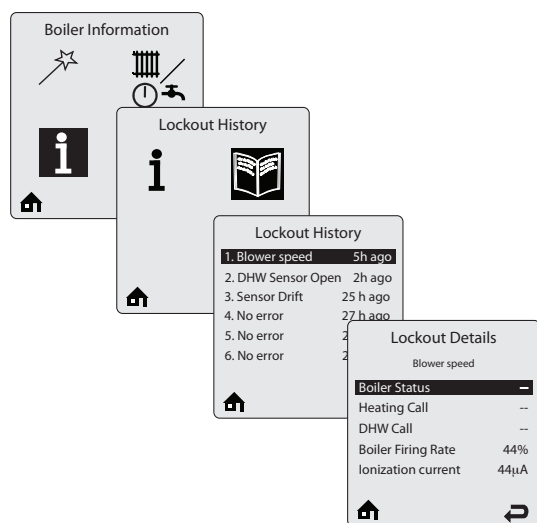 Boiler Information
i
Lockout History
i
Lockout History
1. Blower speed 5h ago
2. DHW Sensor Open 2h ago
3. Sensor Drift 25 h ago
4. No error 27 h ago
5. No error 2
6. No error 2
Lockout Details
Blower speed
Boiler Status –
Heating Call --
DHW Call --
Boiler Firing Rate 44%
Ionization current 44µA